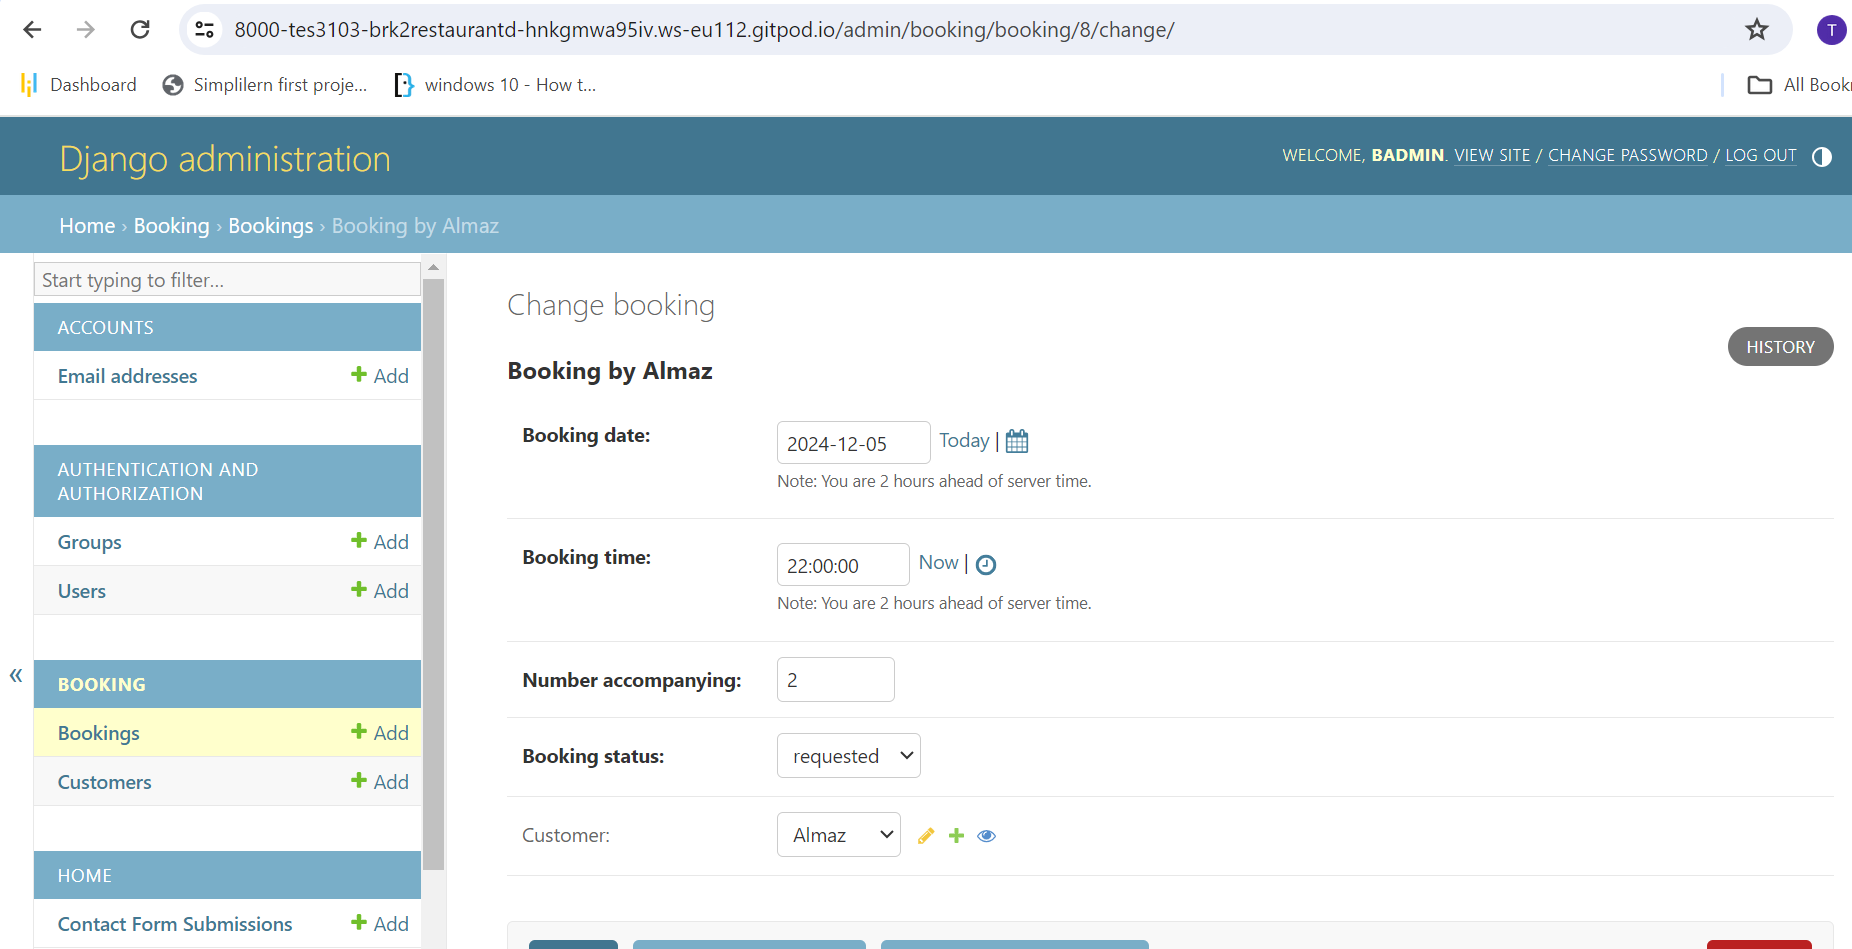 8000-tes3103-brk2restaurantd-hnkgmwa95iv.ws-eu112.gitpod.io/admin/booking/booking/8/change/
T
Dashboard
Simplilern first proje...
windows 10 - How t...
All Book
Django administration
WELCOME, BADMIN. VIEW SITE / CHANGE PASSWORD / LOG OUT
Home › Booking › Bookings › Booking by Almaz
Start typing to filter...
ACCOUNTS
Email addresses
Add
AUTHENTICATION AND
AUTHORIZATION
Groups
Add
Users
Add
BOOKING
Bookings
Add
Customers
Add
HOME
Contact Form Submissions
Add
«
Change booking
HISTORY
Booking by Almaz
Booking date:
2024-12-05
Today |
Note: You are 2 hours ahead of server time.
Booking time:
22:00:00
Now |
Note: You are 2 hours ahead of server time.
Number accompanying:
2
Booking status:
requested
Customer:
Almaz